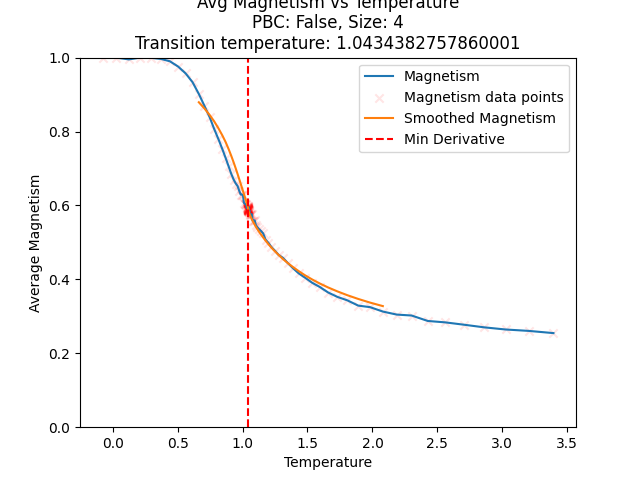 Avg Magnetism vs Temperature
PBC: False, Size: 4
Transition temperature: 1.0434382757860001
Magnetism
Magnetism data points
Smoothed Magnetism
Min Derivative
Average Magnetism
1.0
0.8
0.6
0.4
0.2
0.0
0.0 0.5 1.0 1.5 2.0 2.5 3.0 3.5
Temperature